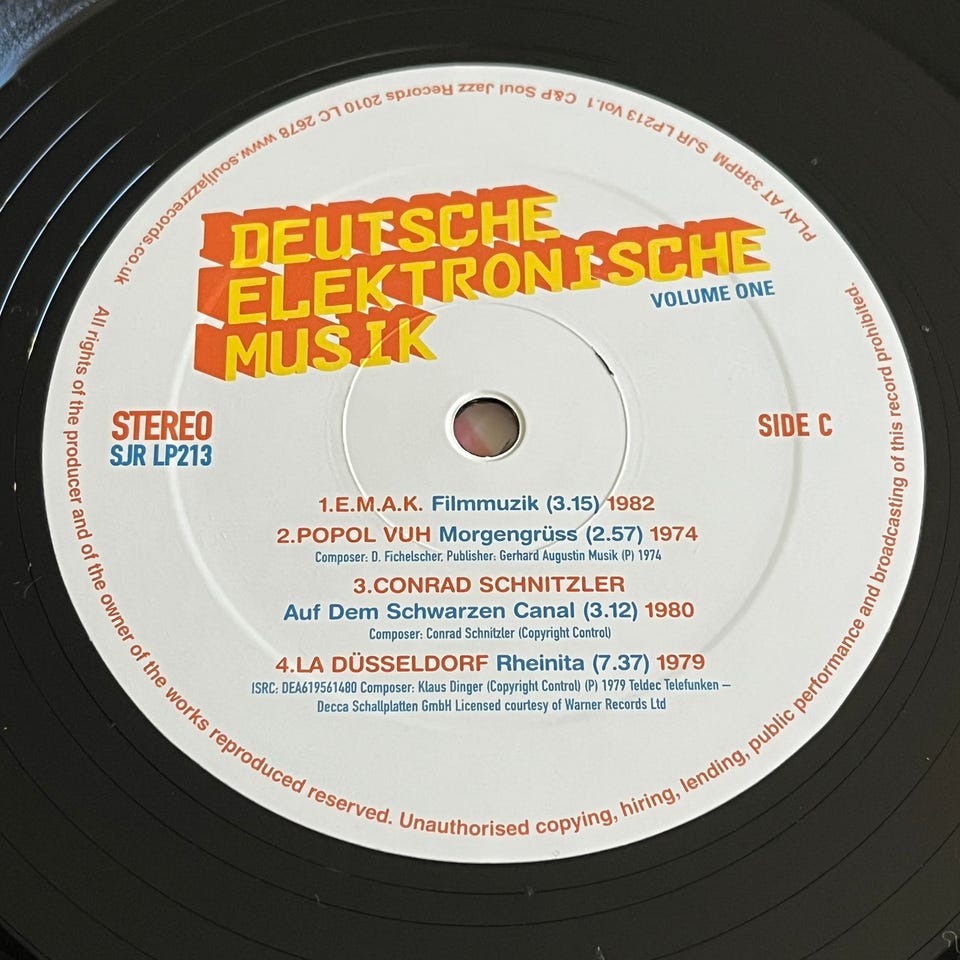 DEUTSCHE
ELEKTRONISCHE
MUSIK
VOLUME ONE
STEREO
SJR LP213
SIDE C
1.E.M.A.K. Filmmuzik (3.15) 1982
2.POPOL VUH Morgengrüss (2.57) 1974
Composer: D. Fichelscher, Publisher: Gerhard Augustin Musik (P) 1974
3.CONRAD SCHNITZLER
Auf Dem Schwarzen Canal (3.12) 1980
Composer: Conrad Schnitzler (Copyright Control)
4.LA DÜSSELDORF Rheinita (7.37) 1979
ISRC: DEA619561480 Composer: Klaus Dinger (Copyright Control) (P) 1979 Teldec Telefunken –
Decca Schallplatten GmbH Licensed courtesy of Warner Records Ltd
All rights of the producer and of the owner of the works reproduced reserved. Unauthorised copying, hiring, lending, public performance and broadcasting of this record prohibited.
PLAY AT 33RPM SJR LP213 Vol.1 C&P Soul Jazz Records 2010 LC 2678 www.souljazzrecords.co.uk